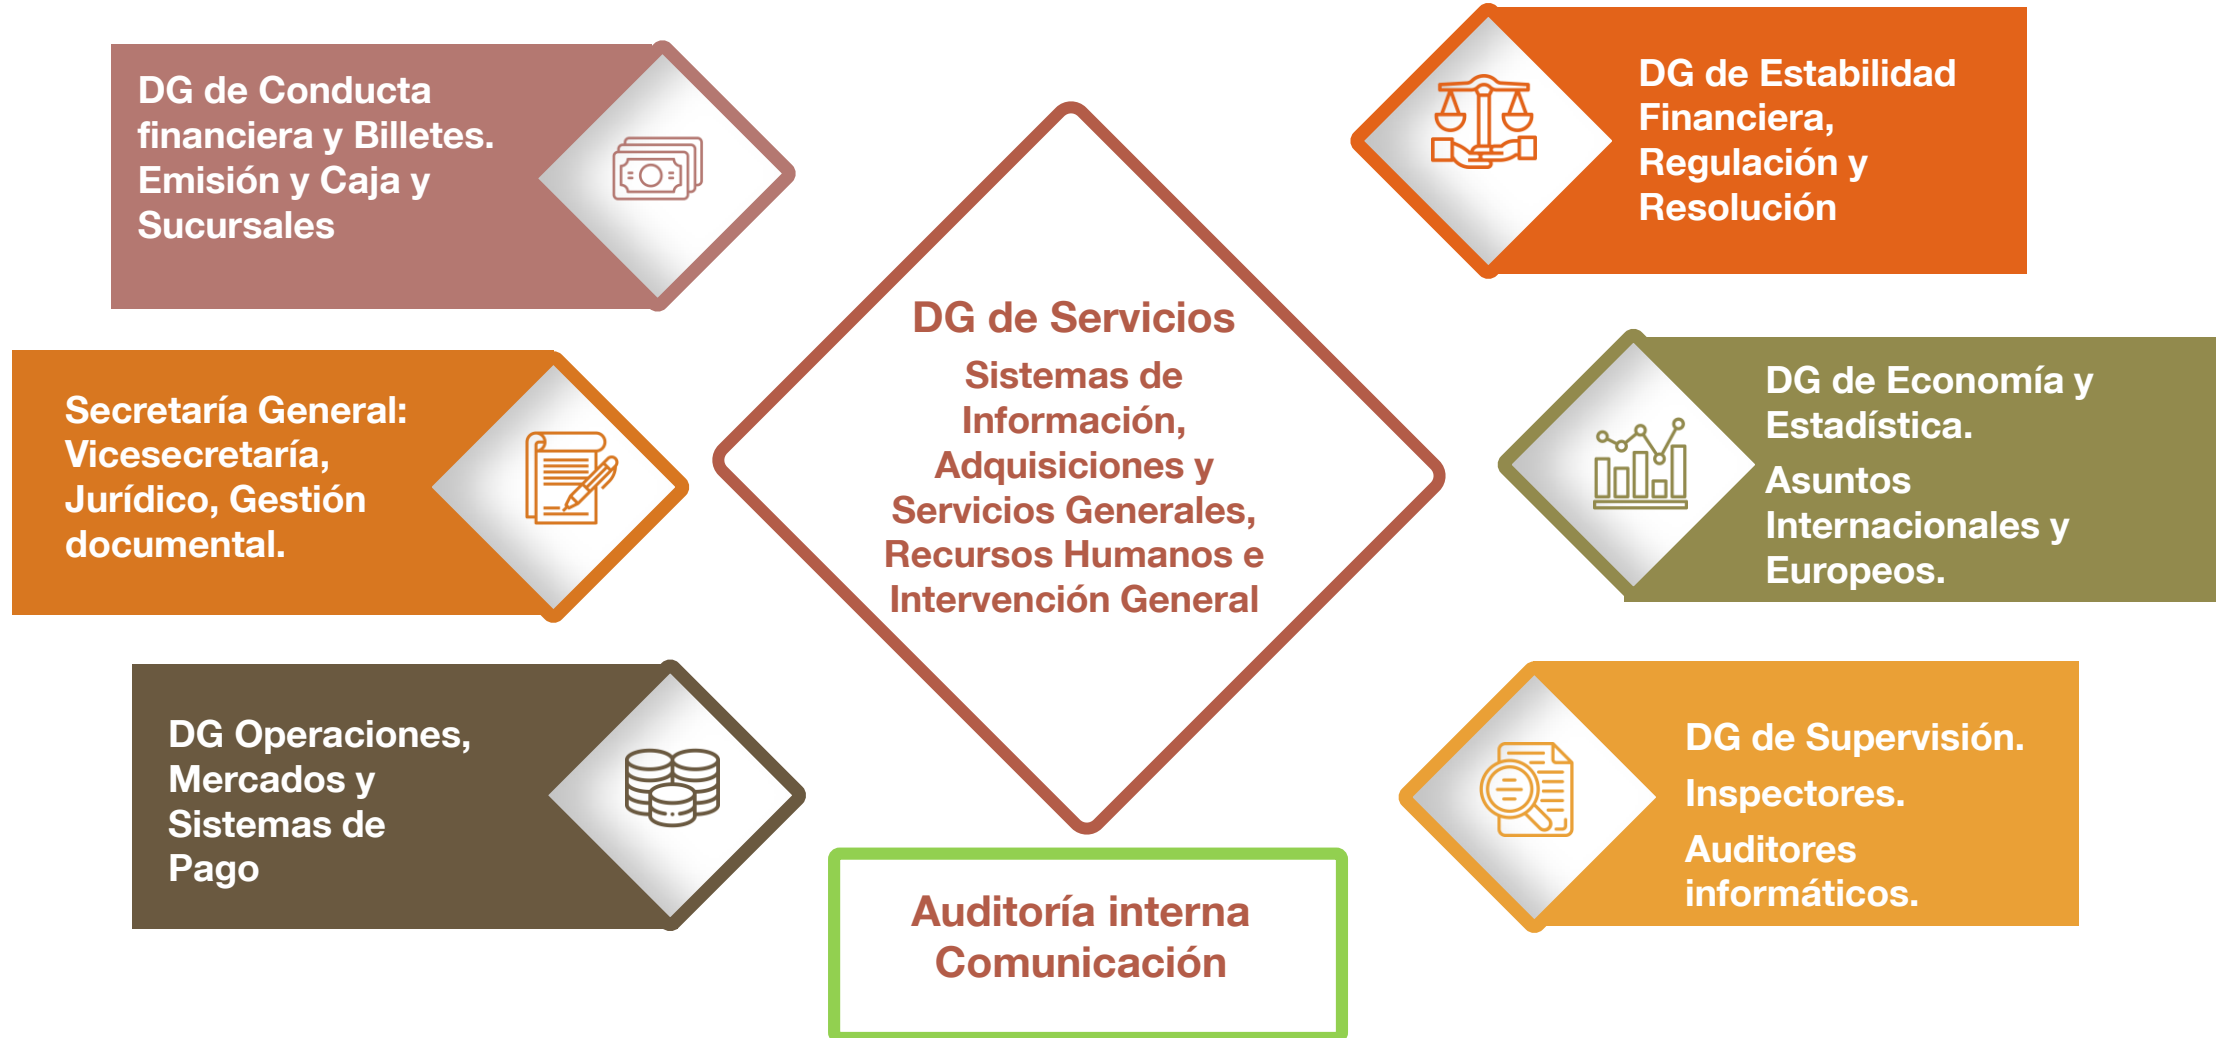 DG de Conducta
financiera y Billetes.
Emisión y Caja y
Sucursales
Secretaría General:
Vicesecretaría,
Jurídico, Gestión
documental.
DG Operaciones,
Mercados y
Sistemas de
Pago
DG de Servicios
Sistemas de
Información,
Adquisiciones y
Servicios Generales,
Recursos Humanos e
Intervención General
Auditoría interna
Comunicación
DG de Estabilidad
Financiera,
Regulación y
Resolución
DG de Economía y
Estadística.
Asuntos
Internacionales y
Europeos.
DG de Supervisión.
Inspectores.
Auditores
informáticos.